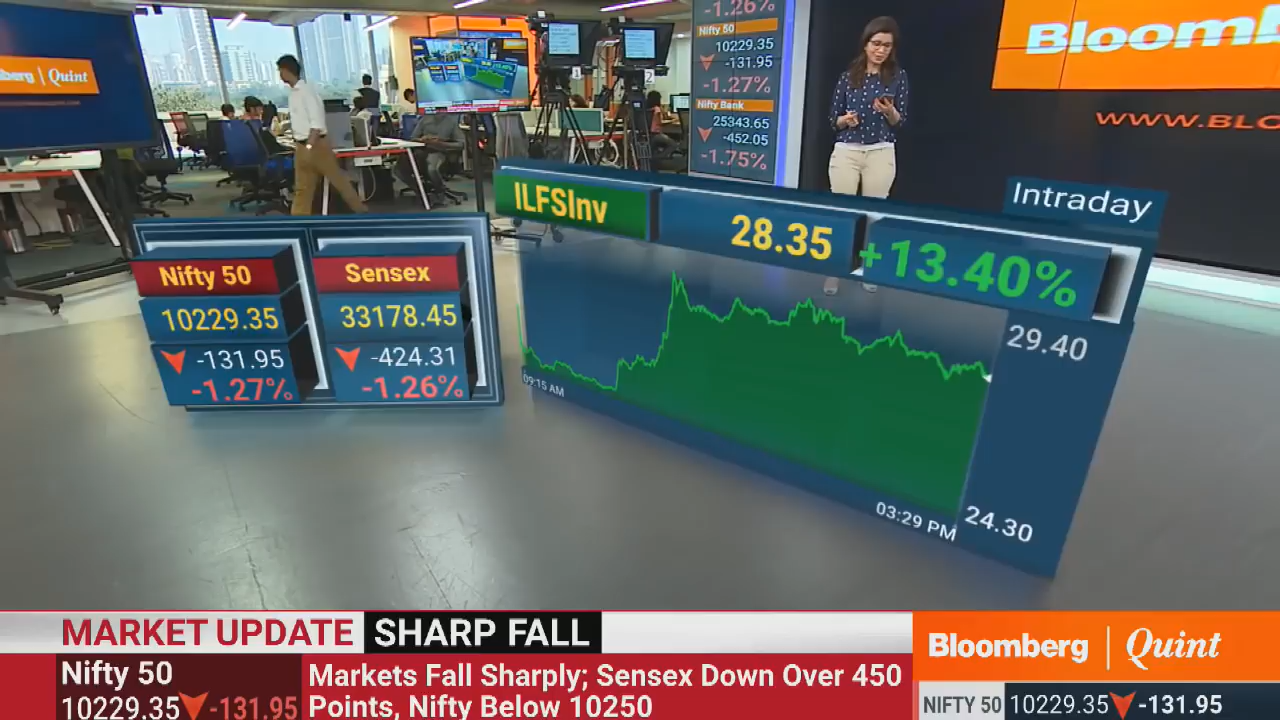 berg | Quint
-1.26%
Nifty 50
10229.35
-131.95
-1.27%
Nifty Bank
25343.65
-452.05
-1.75%
Bloomb
WWW.BLO
Nifty 50
10229.35
-131.95
-1.27%
Sensex
33178.45
-424.31
-1.26%
ILFSInv
28.35
+13.40%
Intraday
29.40
24.30
09:15 AM
03:29 PM
MARKET UPDATE SHARP FALL
Nifty 50
10229.35 -131.95
Markets Fall Sharply; Sensex Down Over 450
Points, Nifty Below 10250
Bloomberg | Quint
NIFTY 50 10229.35 -131.95